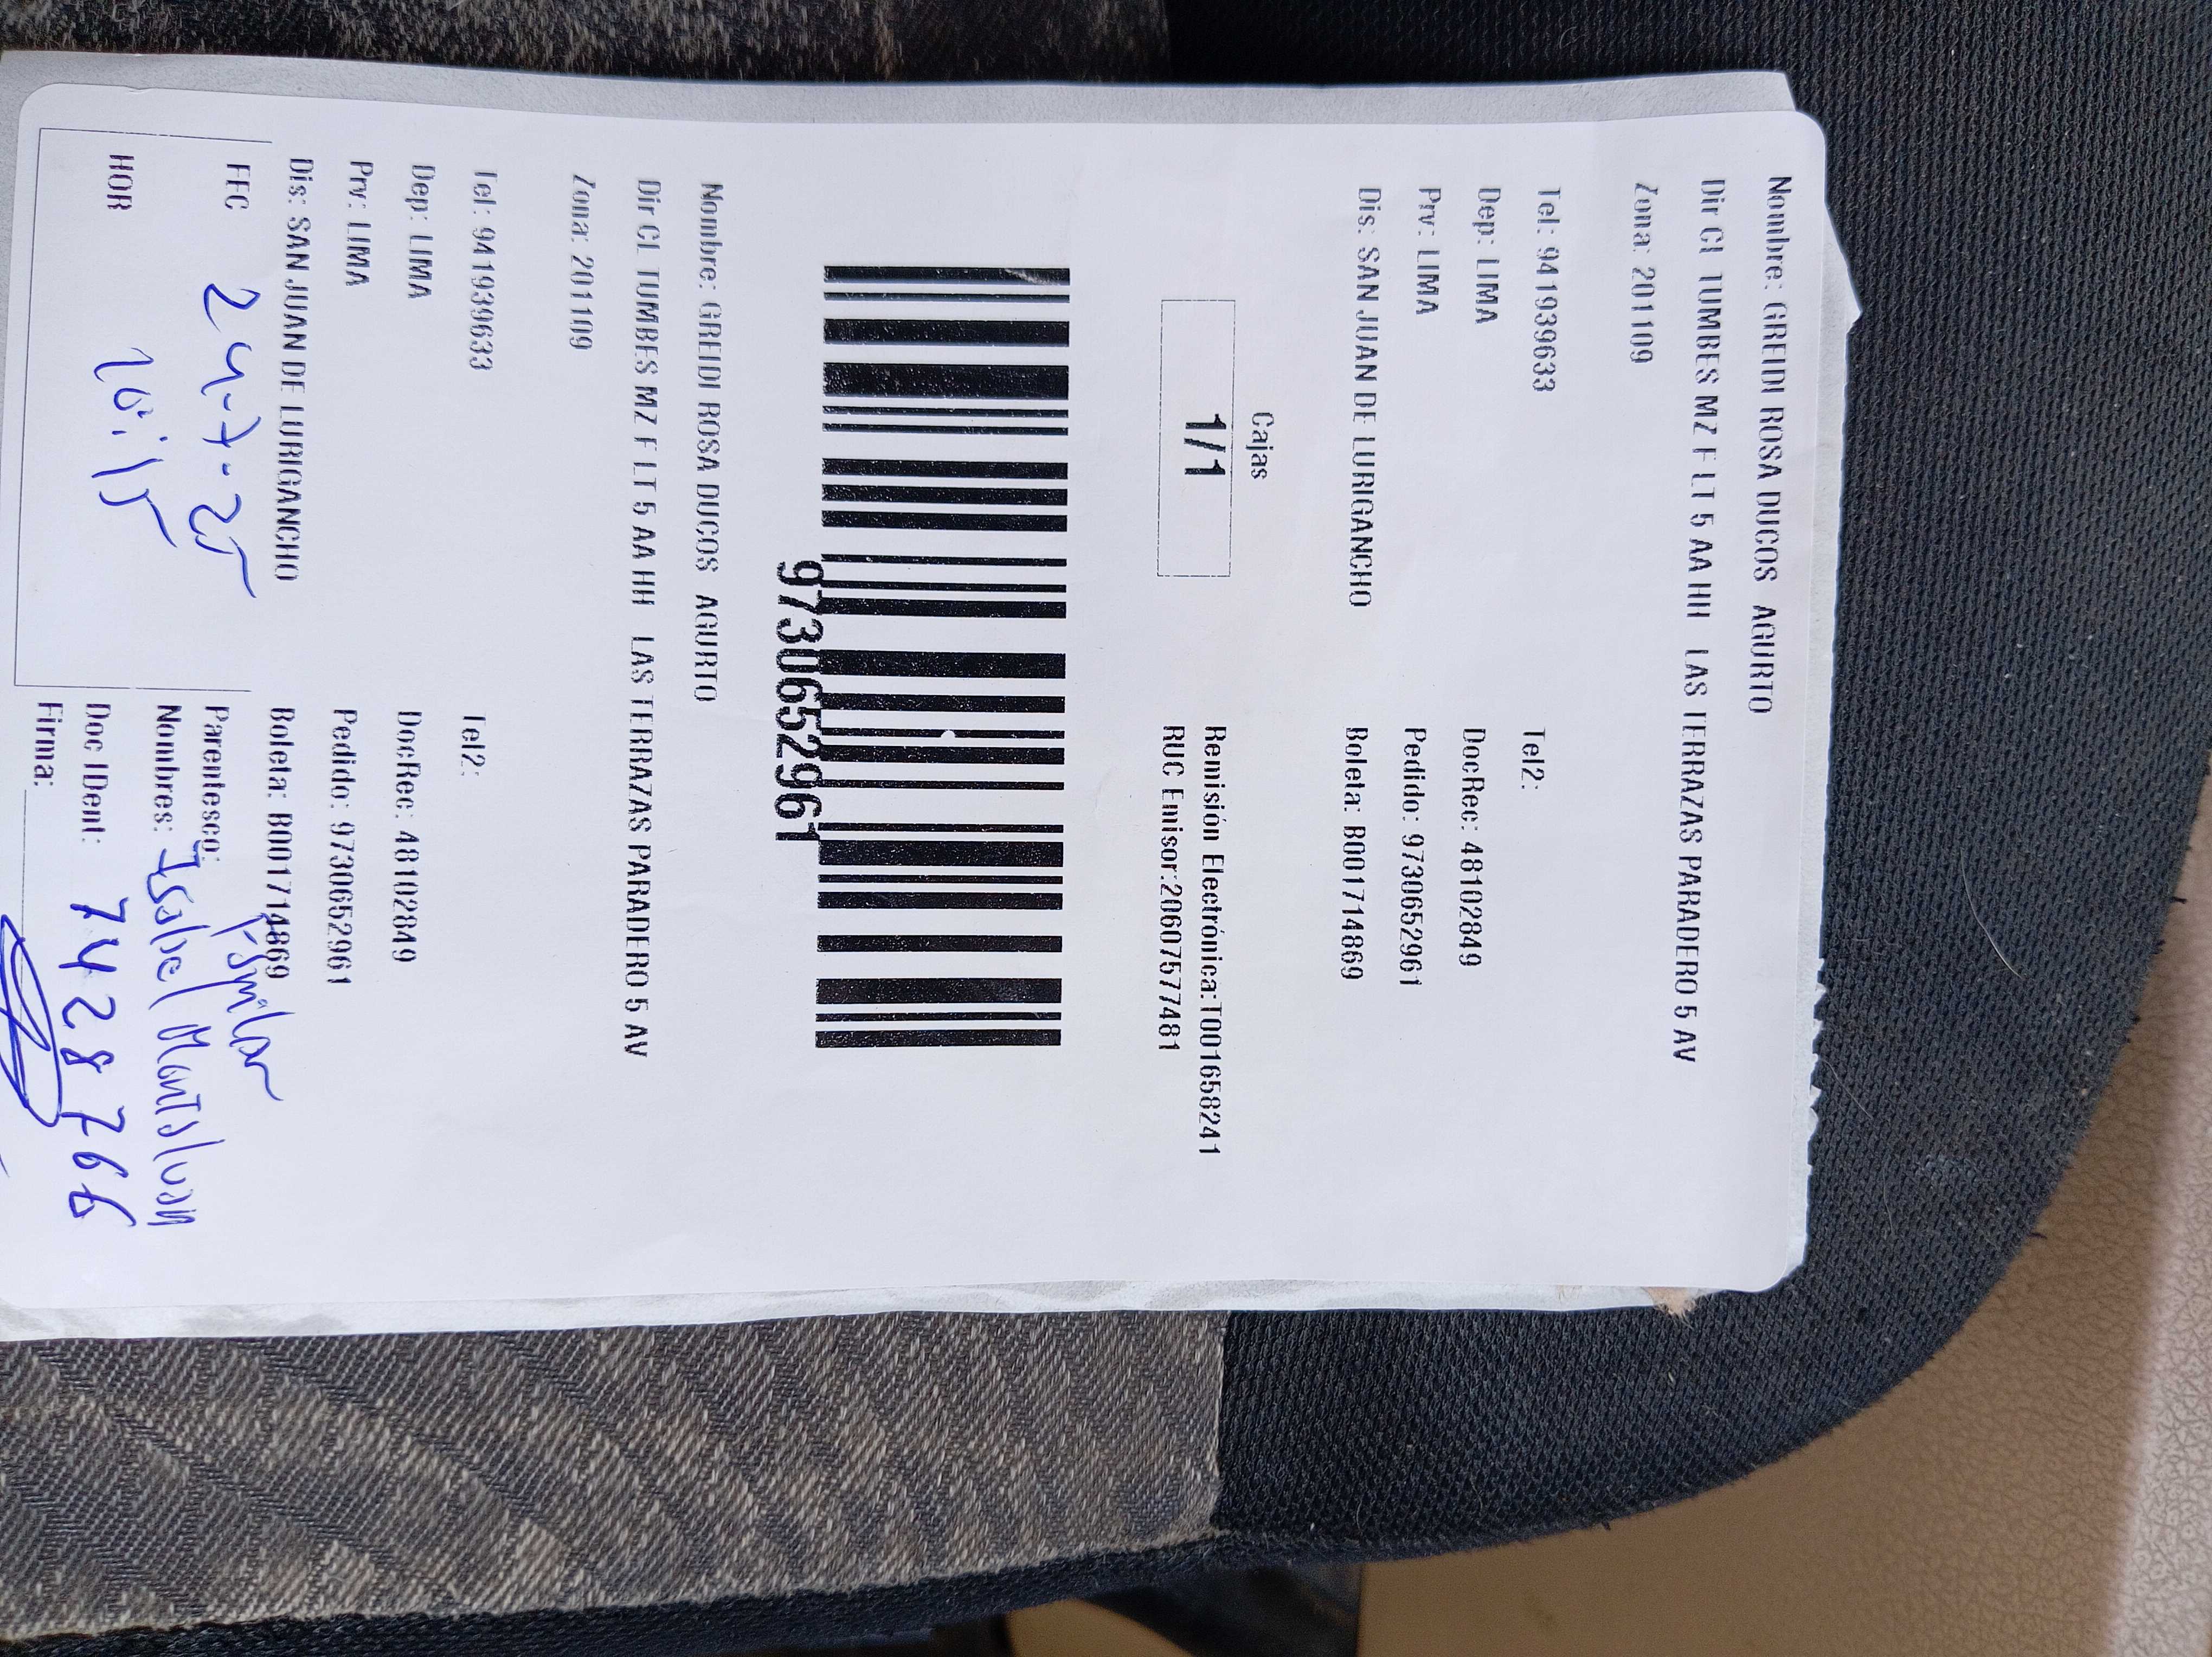 Nombre: GREIDI ROSA DUCOS AGURTO
Dir CL TUMBES MZ F LT 5 AA HH LAS TERRAZAS PARADERO 5 AV
Zona: 201109
Tel: 941939633 Tel2:
Dep: LIMA DocRec: 48102849
Prv: LIMA Pedido: 9730652961
Dis: SAN JUAN DE LURIGANCHO Boleta: B001714869
Cajas
1/1
Remisión Electrónica:T001658241
RUC Emisor:20607577481
9730652961
Nombre: GREIDI ROSA DUCOS AGURTO
Dir CL TUMBES MZ F LT 5 AA HH LAS TERRAZAS PARADERO 5 AV
Zona: 201109
Tel: 941939633 Tel2:
Dep: LIMA DocRec: 48102849
Prv: LIMA Pedido: 9730652961
Dis: SAN JUAN DE LURIGANCHO Boleta: B001714869
FEC 24-7-25 Parentesco: Familar
Nombres: Isabel
HOR 10:15 Doc IDent: 7428766
Firma: